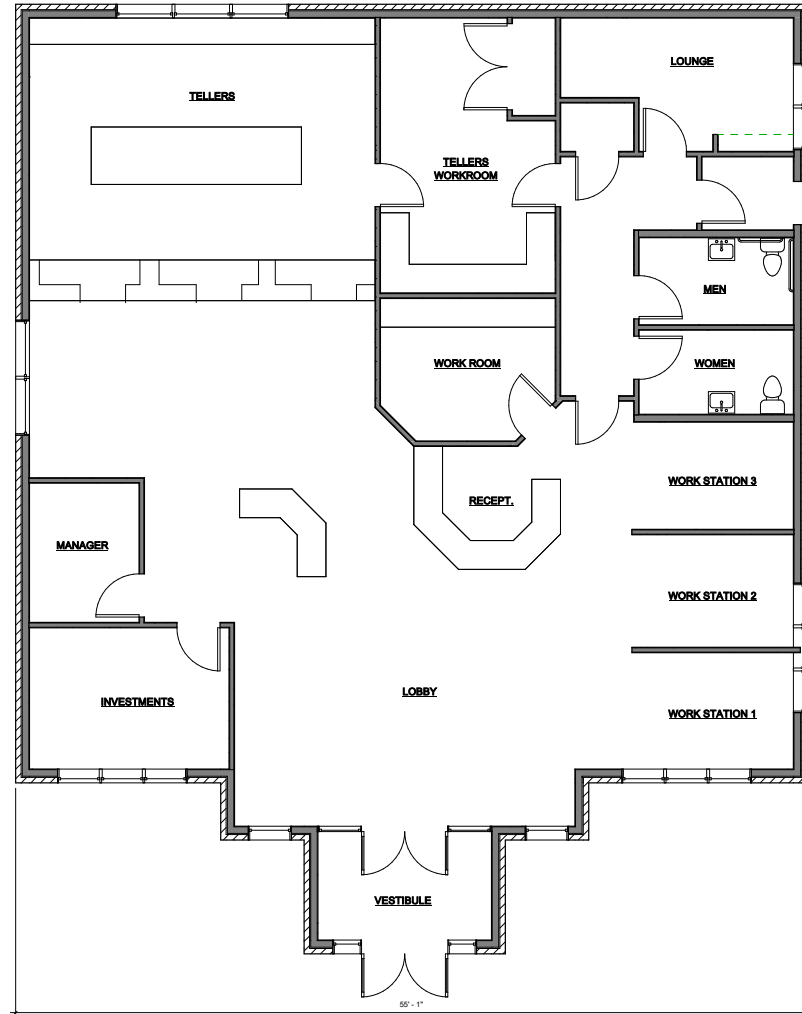 LOUNGE
TELLERS
TELLERS
WORKROOM
MEN
WORK ROOM
WOMEN
WORK STATION 3
RECEPT.
MANAGER
WORK STATION 2
LOBBY
INVESTMENTS
WORK STATION 1
VESTIBULE
55' - 1"